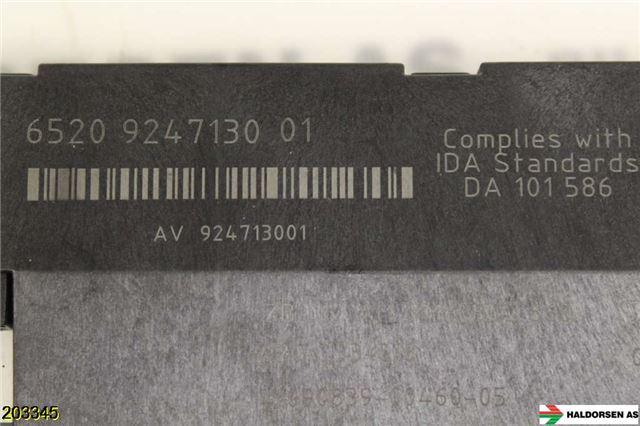 6520 9247130 01
Complies with
IDA Standards
DA 101 586
AV 924713001
203345
HALDORSEN AS